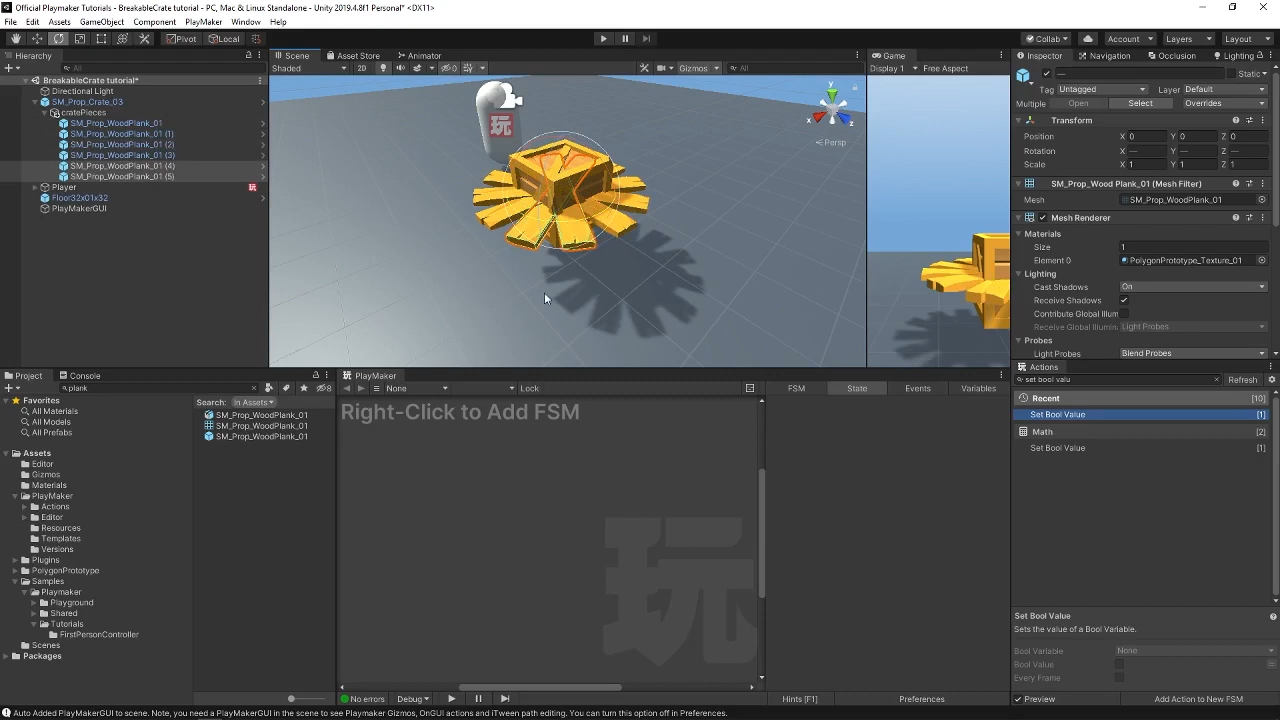 Official Playmaker Tutorials - BreakableCrate tutorial - PC, Mac & Linux Standalone - Unity 2019.4.8f1 Personal* <DX11>
File Edit Assets GameObject Component PlayMaker Window Help
Pivot Local Collab Account Layers Layout
Hierarchy
All
BreakableCrate tutorial*
Directional Light
SM_Prop_Crate_03
cratePieces
SM_Prop_WoodPlank_01
SM_Prop_WoodPlank_01 (1)
SM_Prop_WoodPlank_01 (2)
SM_Prop_WoodPlank_01 (3)
SM_Prop_WoodPlank_01 (4)
SM_Prop_WoodPlank_01 (5)
Player 玩
Floor32x01x32
PlayMakerGUI
Scene Asset Store Animator
Shaded 2D 0 Gizmos All
玩
y
x
z
Persp
Game
Display 1 Free Aspect
Inspector Navigation Occlusion Lighting
— Static
Tag Untagged Layer Default
Multiple Open Select Overrides
Transform
Position X 0 Y 0 Z 0
Rotation X — Y — Z —
Scale X 1 Y 1 Z 1
SM_Prop_Wood Plank_01 (Mesh Filter)
Mesh SM_Prop_WoodPlank_01
Mesh Renderer
Materials
Size 1
Element 0 PolygonPrototype_Texture_01
Lighting
Cast Shadows On
Receive Shadows
Contribute Global Illum
Receive Global Illumin Light Probes
Probes
Light Probes Blend Probes
Project Console
plank 8
Favorites
All Materials
All Models
All Prefabs
Assets
Editor
Gizmos
Materials
PlayMaker
Actions
Editor
Resources
Templates
Versions
Plugins
PolygonPrototype
Samples
Playmaker
Playground
Shared
Tutorials
FirstPersonController
Scenes
Packages
Search: In Assets
SM_Prop_WoodPlank_01
SM_Prop_WoodPlank_01
SM_Prop_WoodPlank_01
PlayMaker
None Lock
Right-Click to Add FSM
玩
No errors Debug
FSM State Events Variables
Hints [F1] Preferences
Actions
set bool valu Refresh
Recent [10]
Set Bool Value [1]
Math [2]
Set Bool Value [1]
Set Bool Value
Sets the value of a Bool Variable.
Bool Variable None
Bool Value
Every Frame
Preview Add Action to New FSM
Auto Added PlayMakerGUI to scene. Note, you need a PlayMakerGUI in the scene to see Playmaker Gizmos, OnGUI actions and iTween path editing. You can turn this option off in Preferences.